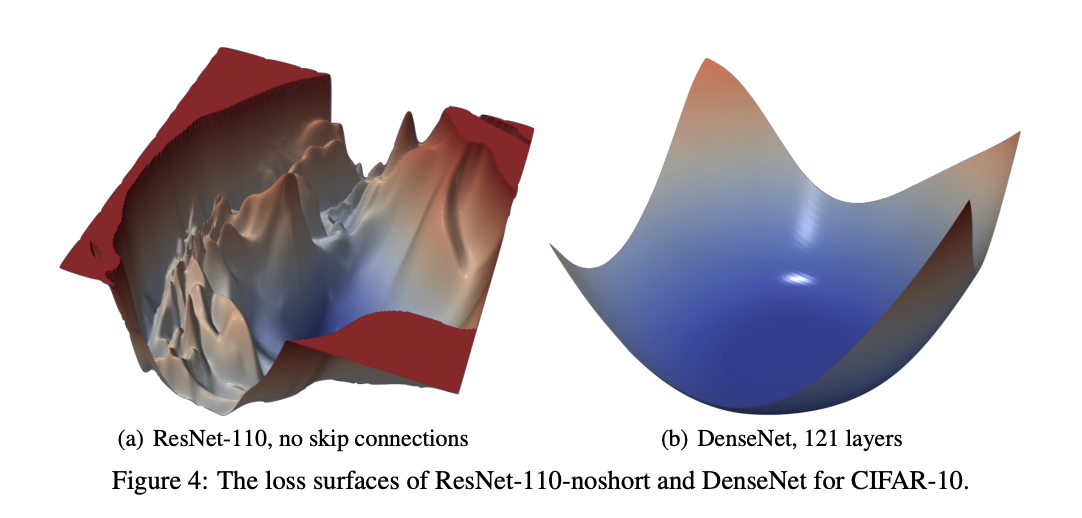 (a) ResNet-110, no skip connections
(b) DenseNet, 121 layers
Figure 4: The loss surfaces of ResNet-110-noshort and DenseNet for CIFAR-10.